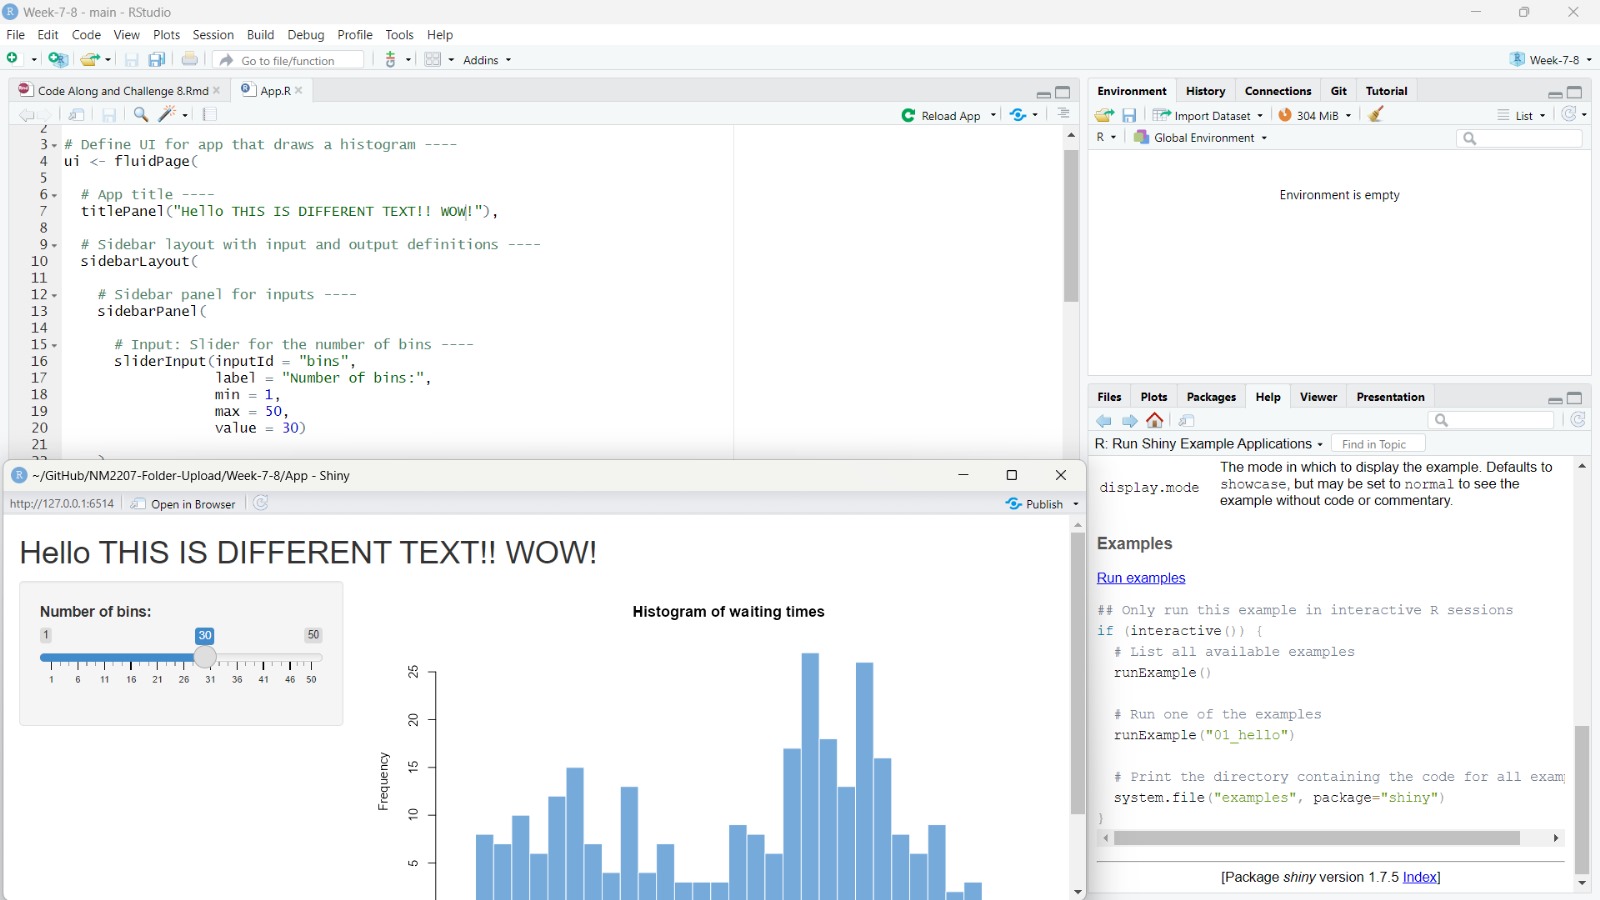 Week-7-8 - main - RStudio
File Edit Code View Plots Session Build Debug Profile Tools Help
Go to file/function Addins Week-7-8
Code Along and Challenge 8.Rmd App.R
Reload App
2
3 # Define UI for app that draws a histogram ----
4 ui <- fluidPage(
5
6 # App title ----
7 titlePanel("Hello THIS IS DIFFERENT TEXT!! WOW!"),
8
9 # Sidebar layout with input and output definitions ----
10 sidebarLayout(
11
12 # Sidebar panel for inputs ----
13 sidebarPanel(
14
15 # Input: Slider for the number of bins ----
16 sliderInput(inputId = "bins",
17 label = "Number of bins:",
18 min = 1,
19 max = 50,
20 value = 30)
21
Environment History Connections Git Tutorial
Import Dataset 304 MiB List
R Global Environment
Environment is empty
~/GitHub/NM2207-Folder-Upload/Week-7-8/App - Shiny
http://127.0.0.1:6514 Open in Browser Publish
Hello THIS IS DIFFERENT TEXT!! WOW!
Number of bins:
1 30 50
1 6 11 16 21 26 31 36 41 46 50
Histogram of waiting times
Frequency
25
20
15
10
5
Files Plots Packages Help Viewer Presentation
R: Run Shiny Example Applications Find in Topic
display.mode
The mode in which to display the example. Defaults to
showcase, but may be set to normal to see the
example without code or commentary.
Examples
Run examples
## Only run this example in interactive R sessions
if (interactive()) {
# List all available examples
runExample()
# Run one of the examples
runExample("01_hello")
# Print the directory containing the code for all exam
system.file("examples", package="shiny")
}
[Package shiny version 1.7.5 Index]